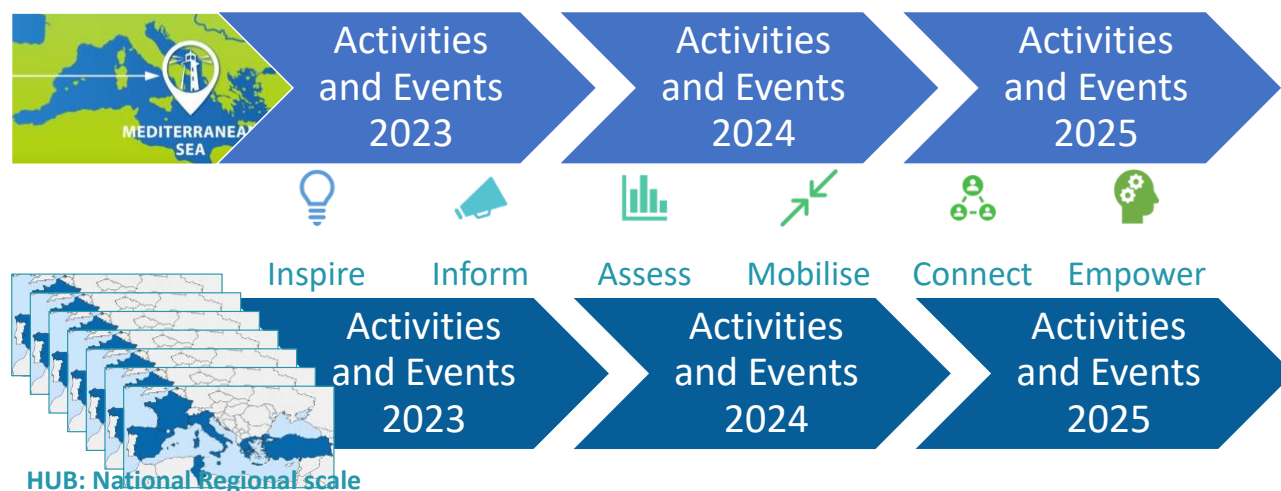 MEDITERRANEA
SEA
Activities
and Events
2023
Activities
and Events
2024
Activities
and Events
2025
Inspire
Inform
Assess
Mobilise
Connect
Empower
Activities
and Events
2023
Activities
and Events
2024
Activities
and Events
2025
HUB: National Regional scale